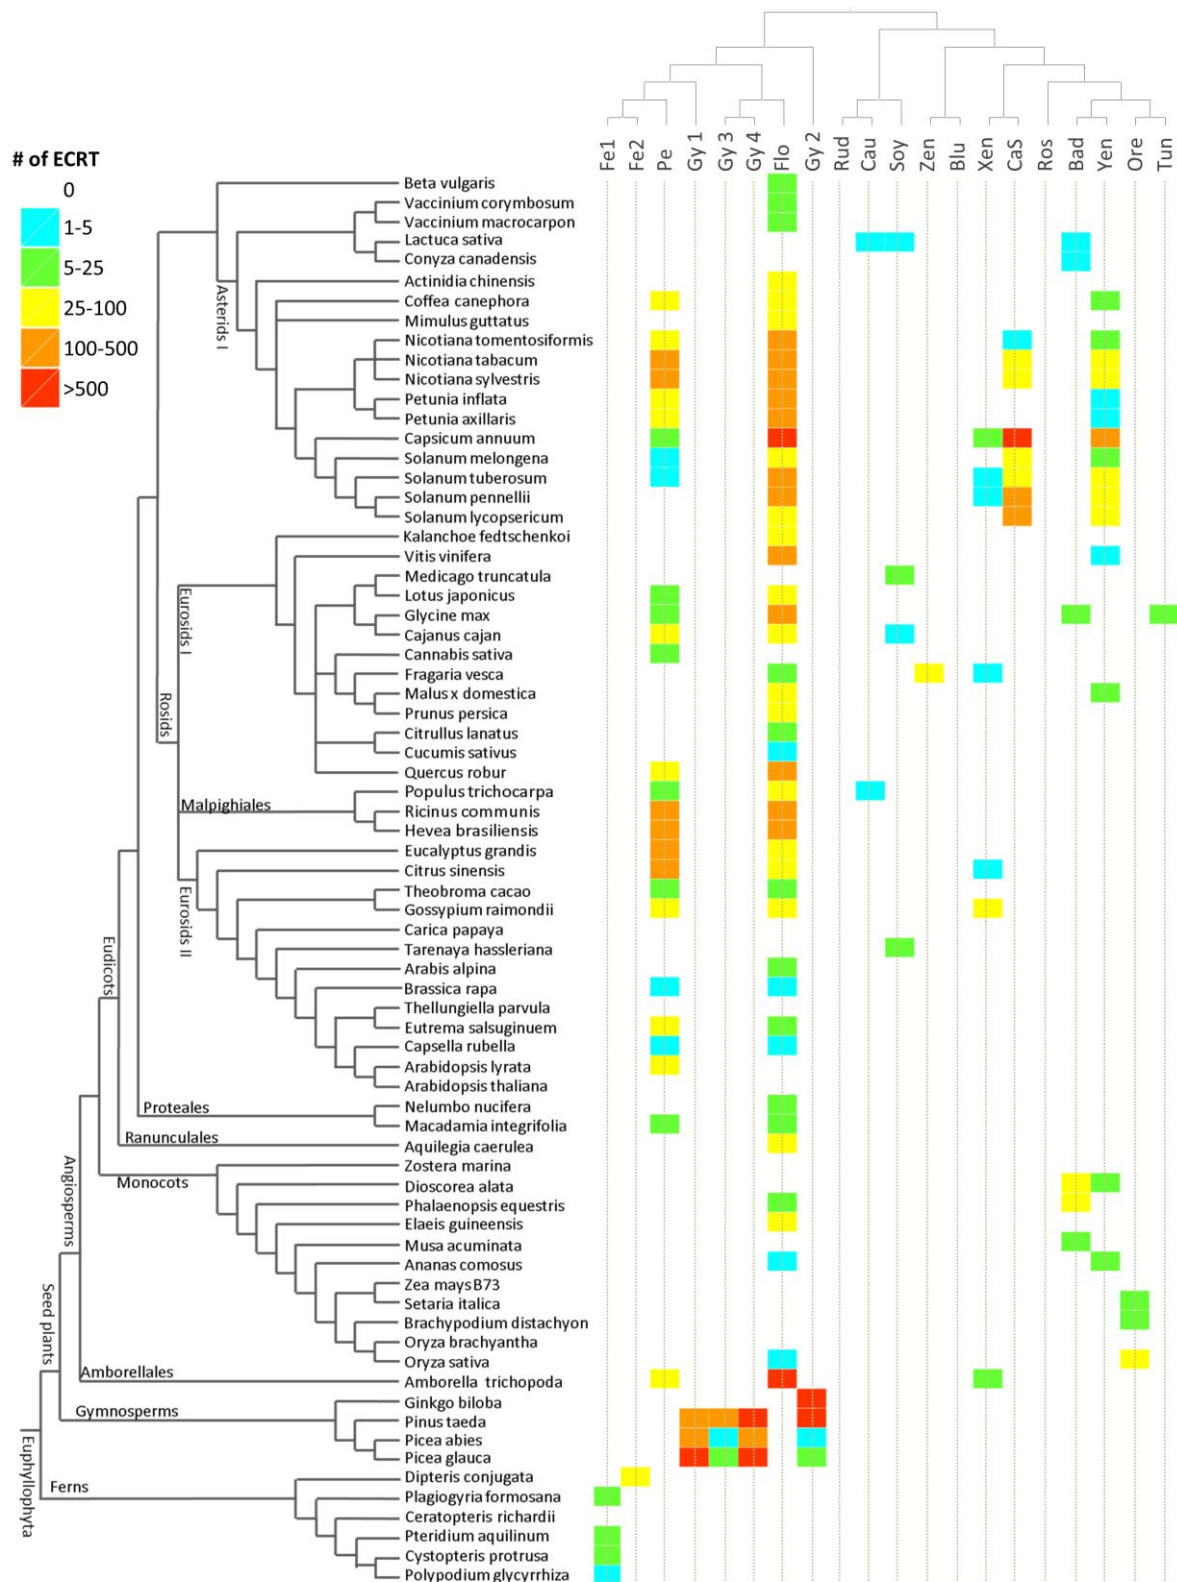 Fe1
Fe2
Pe
Gy 1
Gy 3
Gy 4
Flo
Gy 2
Rud
Cau
Soy
Zen
Blu
Xen
CaS
Ros
Bad
Yen
Ore
Tun
# of ECRT
0
1-5
5-25
25-100
100-500
>500
Beta vulgaris
Vaccinium corymbosum
Vaccinium macrocarpon
Lactuca sativa
Conyza canadensis
Asterids I
Actinidia chinensis
Coffea canephora
Mimulus guttatus
Nicotiana tomentosiformis
Nicotiana tabacum
Nicotiana sylvestris
Petunia inflata
Petunia axillaris
Capsicum annuum
Solanum melongena
Solanum tuberosum
Solanum pennellii
Solanum lycopsericum
Kalanchoe fedtschenkoi
Vitis vinifera
Medicago truncatula
Eurosids I
Lotus japonicus
Glycine max
Cajanus cajan
Cannabis sativa
Fragaria vesca
Malus x domestica
Rosids
Prunus persica
Citrullus lanatus
Cucumis sativus
Quercus robur
Populus trichocarpa
Malpighiales
Ricinus communis
Hevea brasiliensis
Eucalyptus grandis
Citrus sinensis
Theobroma cacao
Gossypium raimondii
Eurosids II
Carica papaya
Tarenaya hassleriana
Eudicots
Arabis alpina
Brassica rapa
Thellungiella parvula
Eutrema salsuginuem
Capsella rubella
Arabidopsis lyrata
Arabidopsis thaliana
Proteales
Nelumbo nucifera
Macadamia integrifolia
Ranunculales
Aquilegia caerulea
Zostera marina
Monocots
Dioscorea alata
Angiosperms
Phalaenopsis equestris
Elaeis guineensis
Musa acuminata
Ananas comosus
Zea mays B73
Setaria italica
Seed plants
Brachypodium distachyon
Oryza brachyantha
Oryza sativa
Amborellales
Amborella trichopoda
Ginkgo biloba
Gymnosperms
Pinus taeda
Picea abies
Picea glauca
Euphyllophyta
Dipteris conjugata
Ferns
Plagiogyria formosana
Ceratopteris richardii
Pteridium aquilinum
Cystopteris protrusa
Polypodium glycyrrhiza